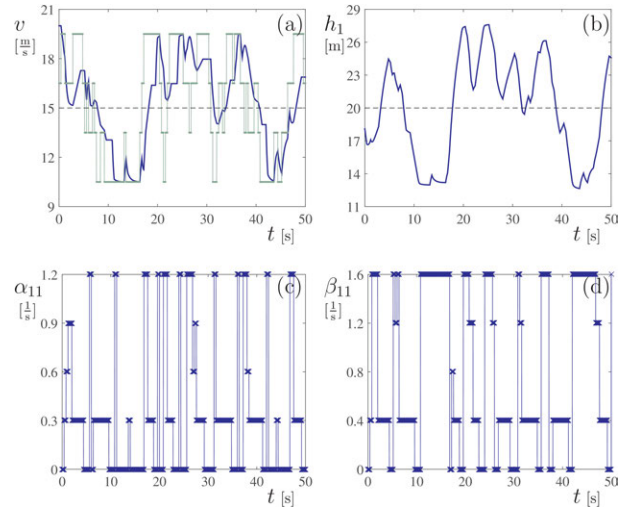 v
[m/s]
(a)
21
18
15
12
9
0 10 20 30 40 50
t [s]
h₁
[m]
(b)
29
26
23
20
17
14
11
0 10 20 30 40 50
t [s]
α₁₁
[1/s]
(c)
1.2
0.9
0.6
0.3
0
0 10 20 30 40 50
t [s]
β₁₁
[1/s]
(d)
1.6
1.2
0.8
0.4
0
0 10 20 30 40 50
t [s]